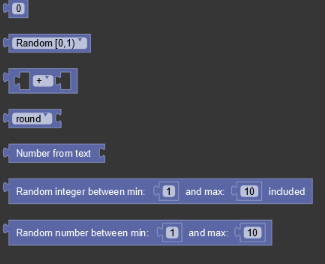 0
Random [0,1)
+
round
Number from text
Random integer between min: 1 and max: 10 included
Random number between min: 1 and max: 10